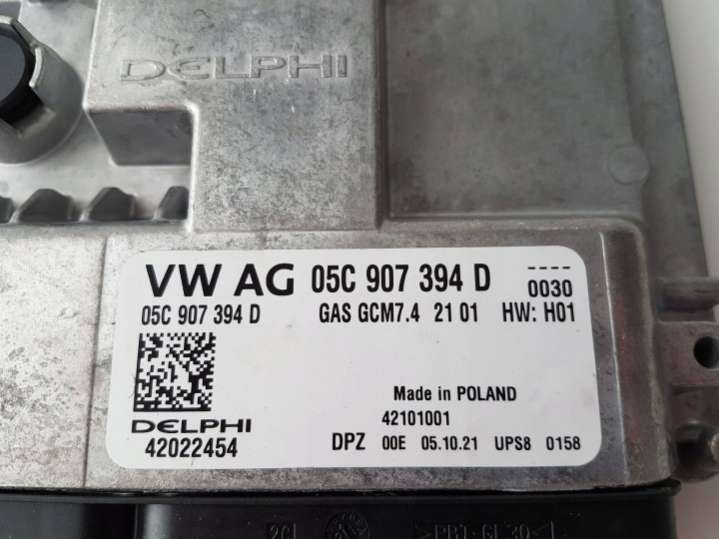 DELPHI
VW AG 05C 907 394 D ----
0030
05C 907 394 D GAS GCM7.4 21 01 HW: H01
Made in POLAND
DELPHI 42101001
42022454 DPZ 00E 05.10.21 UPS8 0158